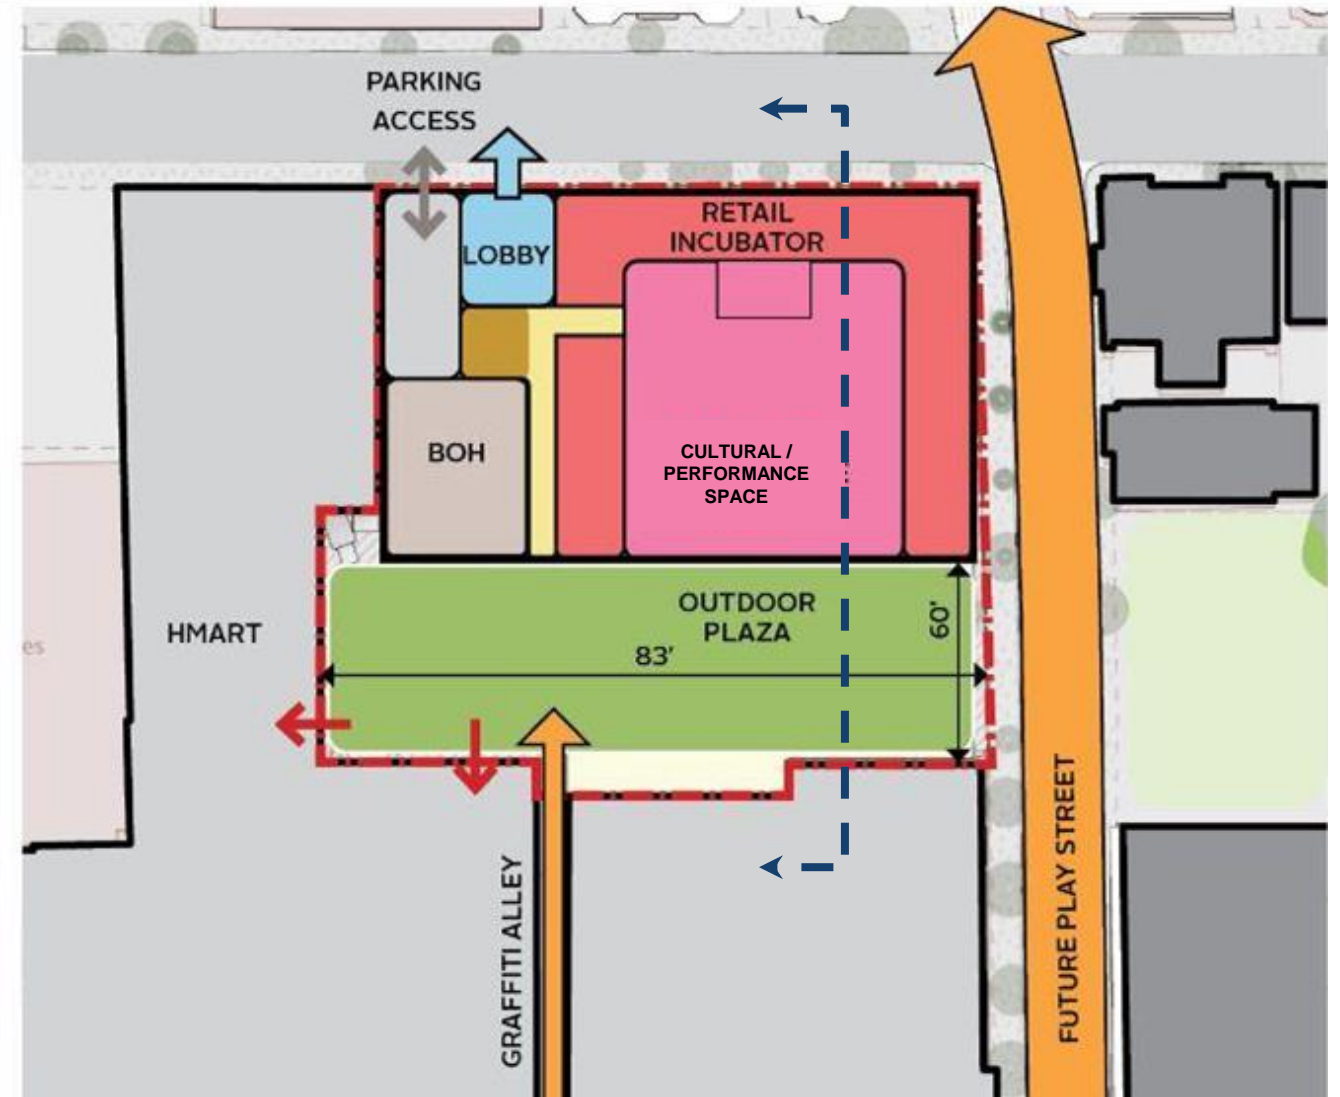 PARKING
ACCESS
LOBBY
RETAIL
INCUBATOR
BOH
CULTURAL /
PERFORMANCE
SPACE
OUTDOOR
PLAZA
60'
83'
HMART
es
GRAFFITI ALLEY
FUTURE PLAY STREET